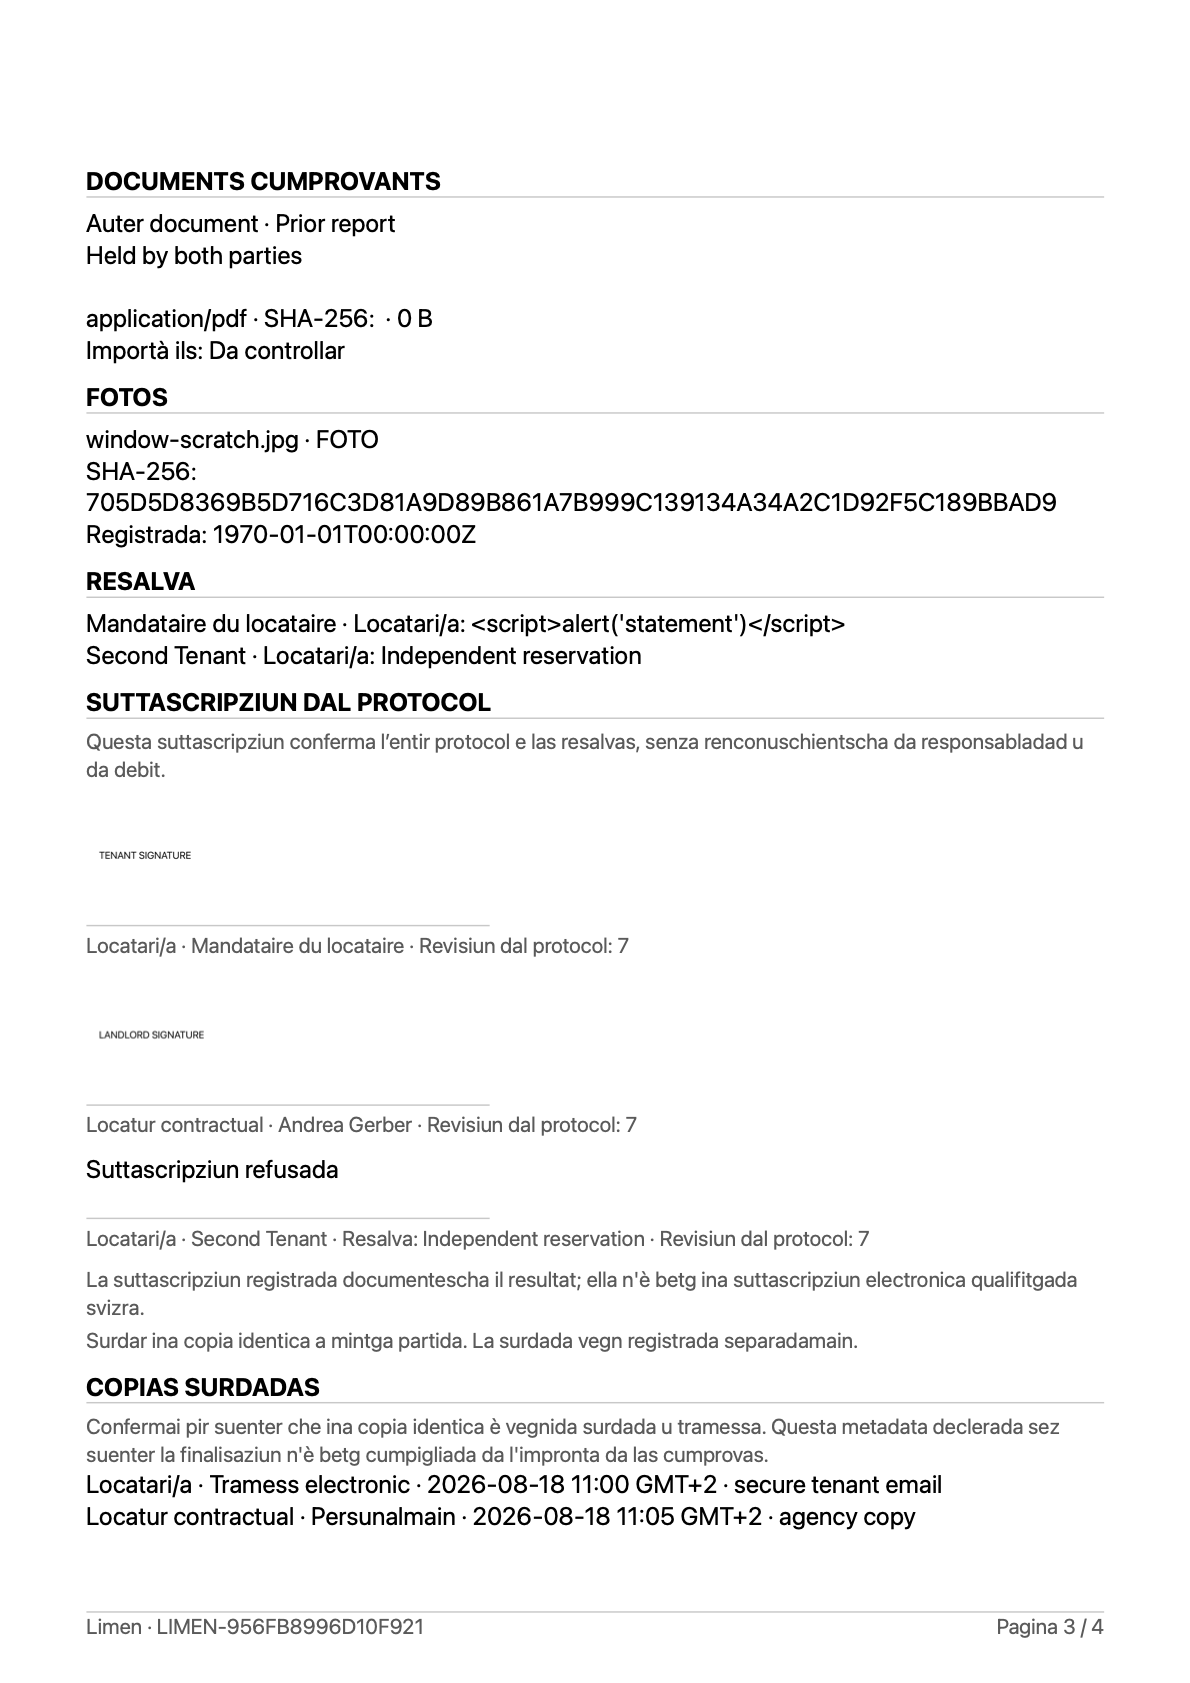 DOCUMENTS CUMPROVANTS
Auter document · Prior report
Held by both parties
application/pdf · SHA-256:  · 0 B
Importà ils: Da controllar
FOTOS
window-scratch.jpg · FOTO
SHA-256:
705D5D8369B5D716C3D81A9D89B861A7B999C139134A34A2C1D92F5C189BBAD9
Registrada: 1970-01-01T00:00:00Z
RESALVA
Mandataire du locataire · Locatari/a: <script>alert('statement')</script>
Second Tenant · Locatari/a: Independent reservation
SUTTASCRIPZIUN DAL PROTOCOL
Questa suttascripziun conferma l’entir protocol e las resalvas, senza renconuschientscha da responsabladad u
da debit.
TENANT SIGNATURE
Locatari/a · Mandataire du locataire · Revisiun dal protocol: 7
LANDLORD SIGNATURE
Locatur contractual · Andrea Gerber · Revisiun dal protocol: 7
Suttascripziun refusada
Locatari/a · Second Tenant · Resalva: Independent reservation · Revisiun dal protocol: 7
La suttascripziun registrada documentescha il resultat; ella n'è betg ina suttascripziun electronica qualifitgada
svizra.
Surdar ina copia identica a mintga partida. La surdada vegn registrada separadamain.
COPIAS SURDADAS
Confermai pir suenter che ina copia identica è vegnida surdada u tramessa. Questa metadata declerada sez
suenter la finalisaziun n'è betg cumpigliada da l'impronta da las cumprovas.
Locatari/a · Tramess electronic · 2026-08-18 11:00 GMT+2 · secure tenant email
Locatur contractual · Persunalmain · 2026-08-18 11:05 GMT+2 · agency copy
Limen · LIMEN-956FB8996D10F921
Pagina 3 / 4